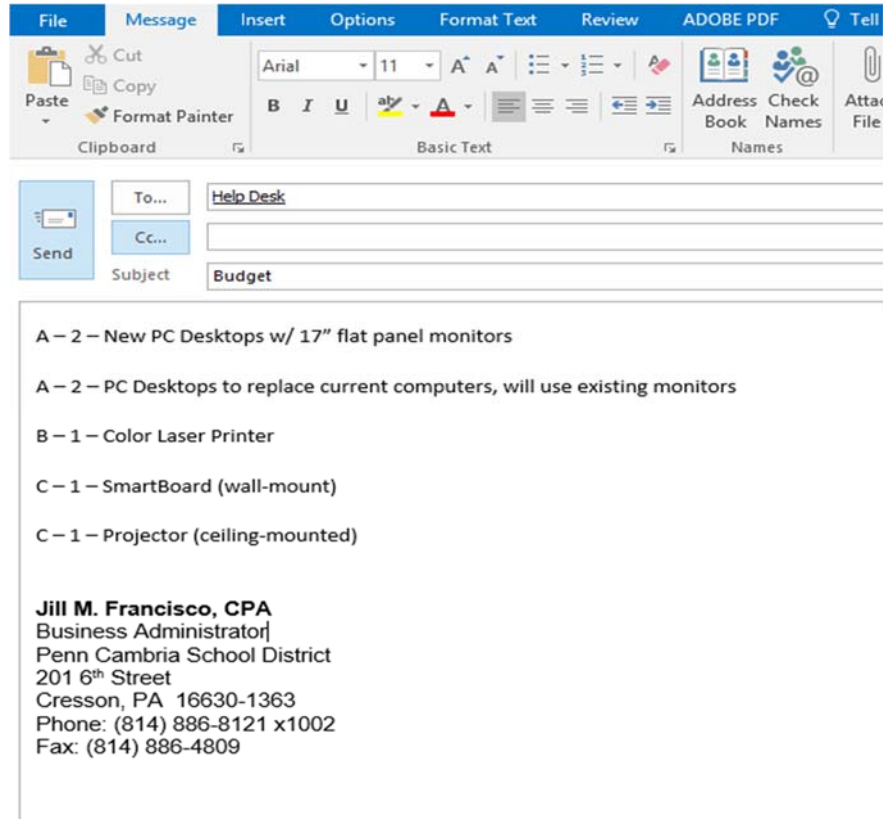 File Message Insert Options Format Text Review ADOBE PDF Tell
Cut
Copy
Paste
Format Painter
Clipboard
Arial 11
B I U
Basic Text
Address Book
Check Names
Names
File
Send
To... Help Desk
Cc...
Subject Budget
A – 2 – New PC Desktops w/ 17” flat panel monitors
A – 2 – PC Desktops to replace current computers, will use existing monitors
B – 1 – Color Laser Printer
C – 1 – SmartBoard (wall-mount)
C – 1 – Projector (ceiling-mounted)
Jill M. Francisco, CPA
Business Administrator
Penn Cambria School District
201 6th Street
Cresson, PA 16630-1363
Phone: (814) 886-8121 x1002
Fax: (814) 886-4809